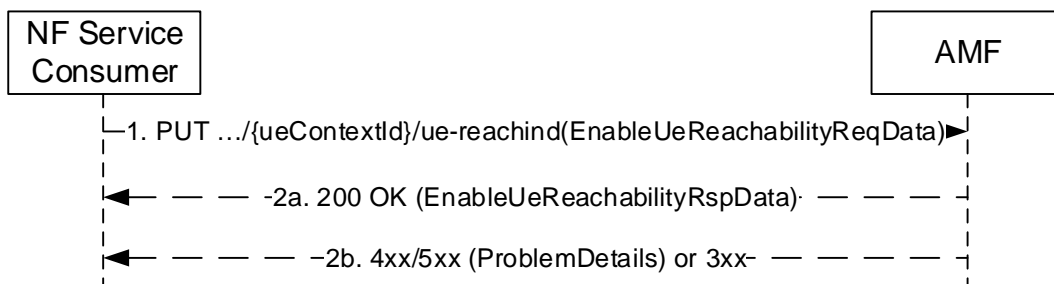 NF Service
Consumer
AMF
1. PUT …/{ueContextId}/ue-reachind(EnableUeReachabilityReqData)
2a. 200 OK (EnableUeReachabilityRspData)
2b. 4xx/5xx (ProblemDetails) or 3xx